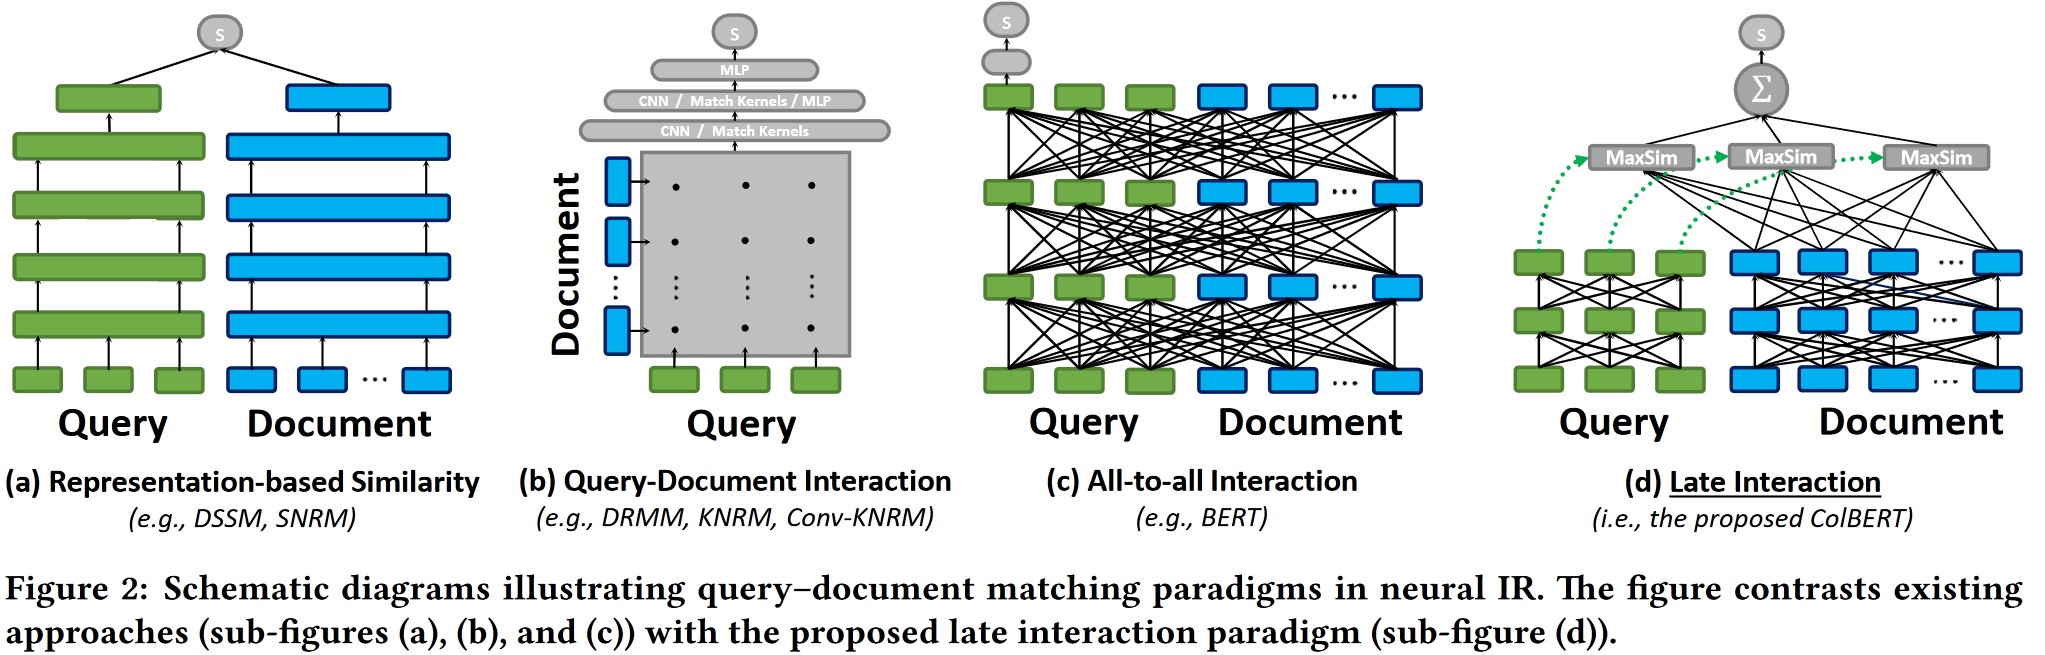 s
Query
Document
(a) Representation-based Similarity
(e.g., DSSM, SNRM)
s
MLP
CNN / Match Kernels / MLP
CNN / Match Kernels
Document
Query
(b) Query-Document Interaction
(e.g., DRMM, KNRM, Conv-KNRM)
s
Query
Document
(c) All-to-all Interaction
(e.g., BERT)
s
Σ
MaxSim MaxSim MaxSim
Query
Document
(d) Late Interaction
(i.e., the proposed ColBERT)
Figure 2: Schematic diagrams illustrating query–document matching paradigms in neural IR. The figure contrasts existing
approaches (sub-figures (a), (b), and (c)) with the proposed late interaction paradigm (sub-figure (d)).